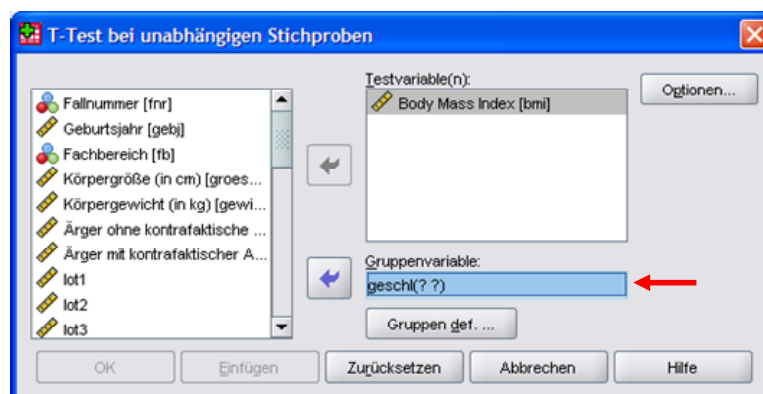 T-Test bei unabhängigen Stichproben
Testvariable(n):
Fallnummer [fnr]
Geburtsjahr [gebj]
Fachbereich [fb]
Körpergröße (in cm) [groes...
Körpergewicht (in kg) [gewi...
Ärger ohne kontrafaktische ...
Ärger mit kontrafaktischer A...
lot1
lot2
lot3
Body Mass Index [bmi]
Optionen...
Gruppenvariable:
geschl(? ?)
Gruppen def. ...
OK
Einfügen
Zurücksetzen
Abbrechen
Hilfe